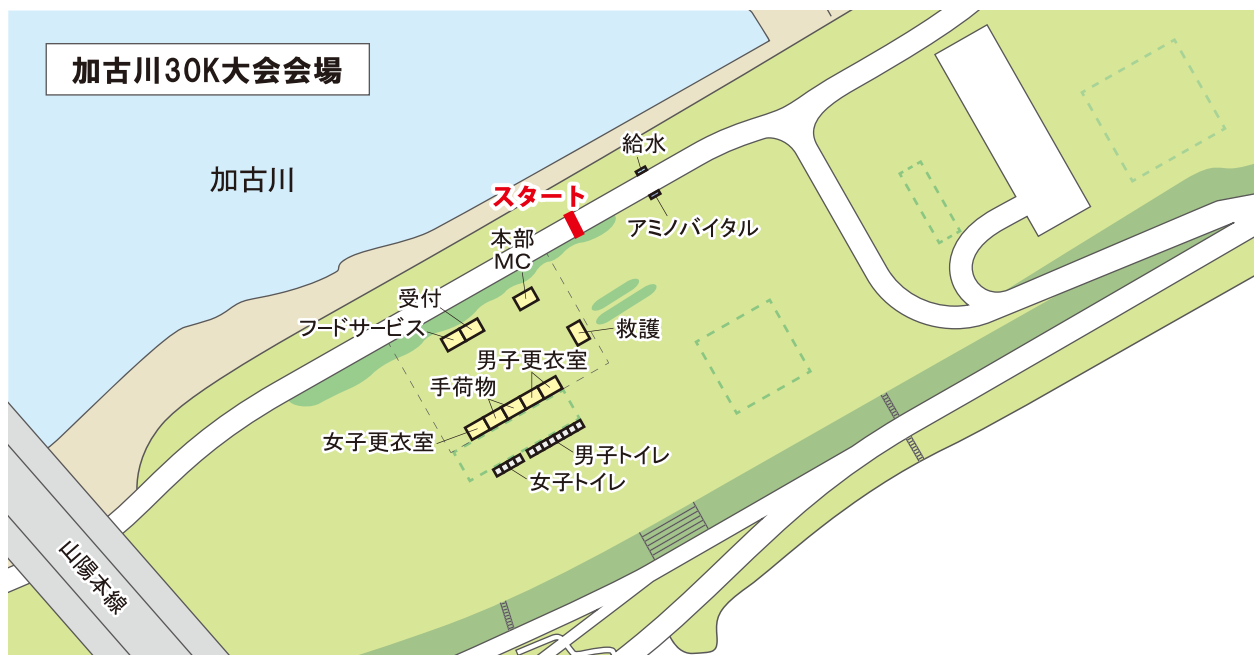 加古川30K大会会場
加古川
給水
スタート
アミノバイタル
本部
MC
受付
フードサービス
救護
男子更衣室
手荷物
女子更衣室
男子トイレ
女子トイレ
山陽本線